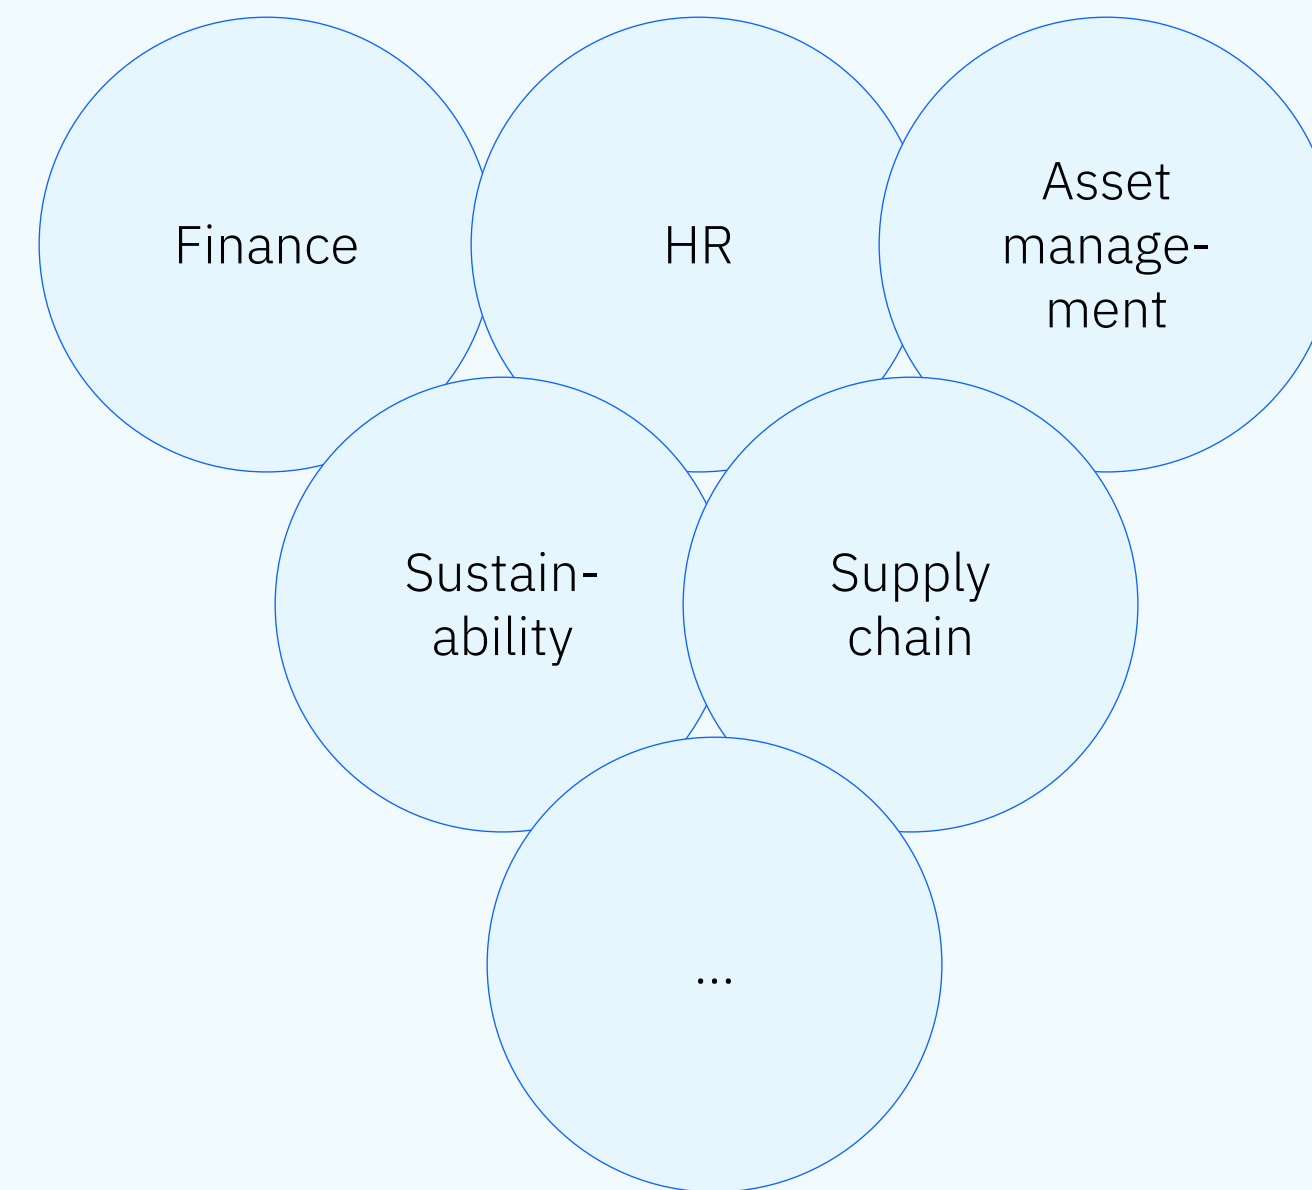 Finance
HR
Asset
manage-
ment
Sustain-
ability
Supply
chain
...